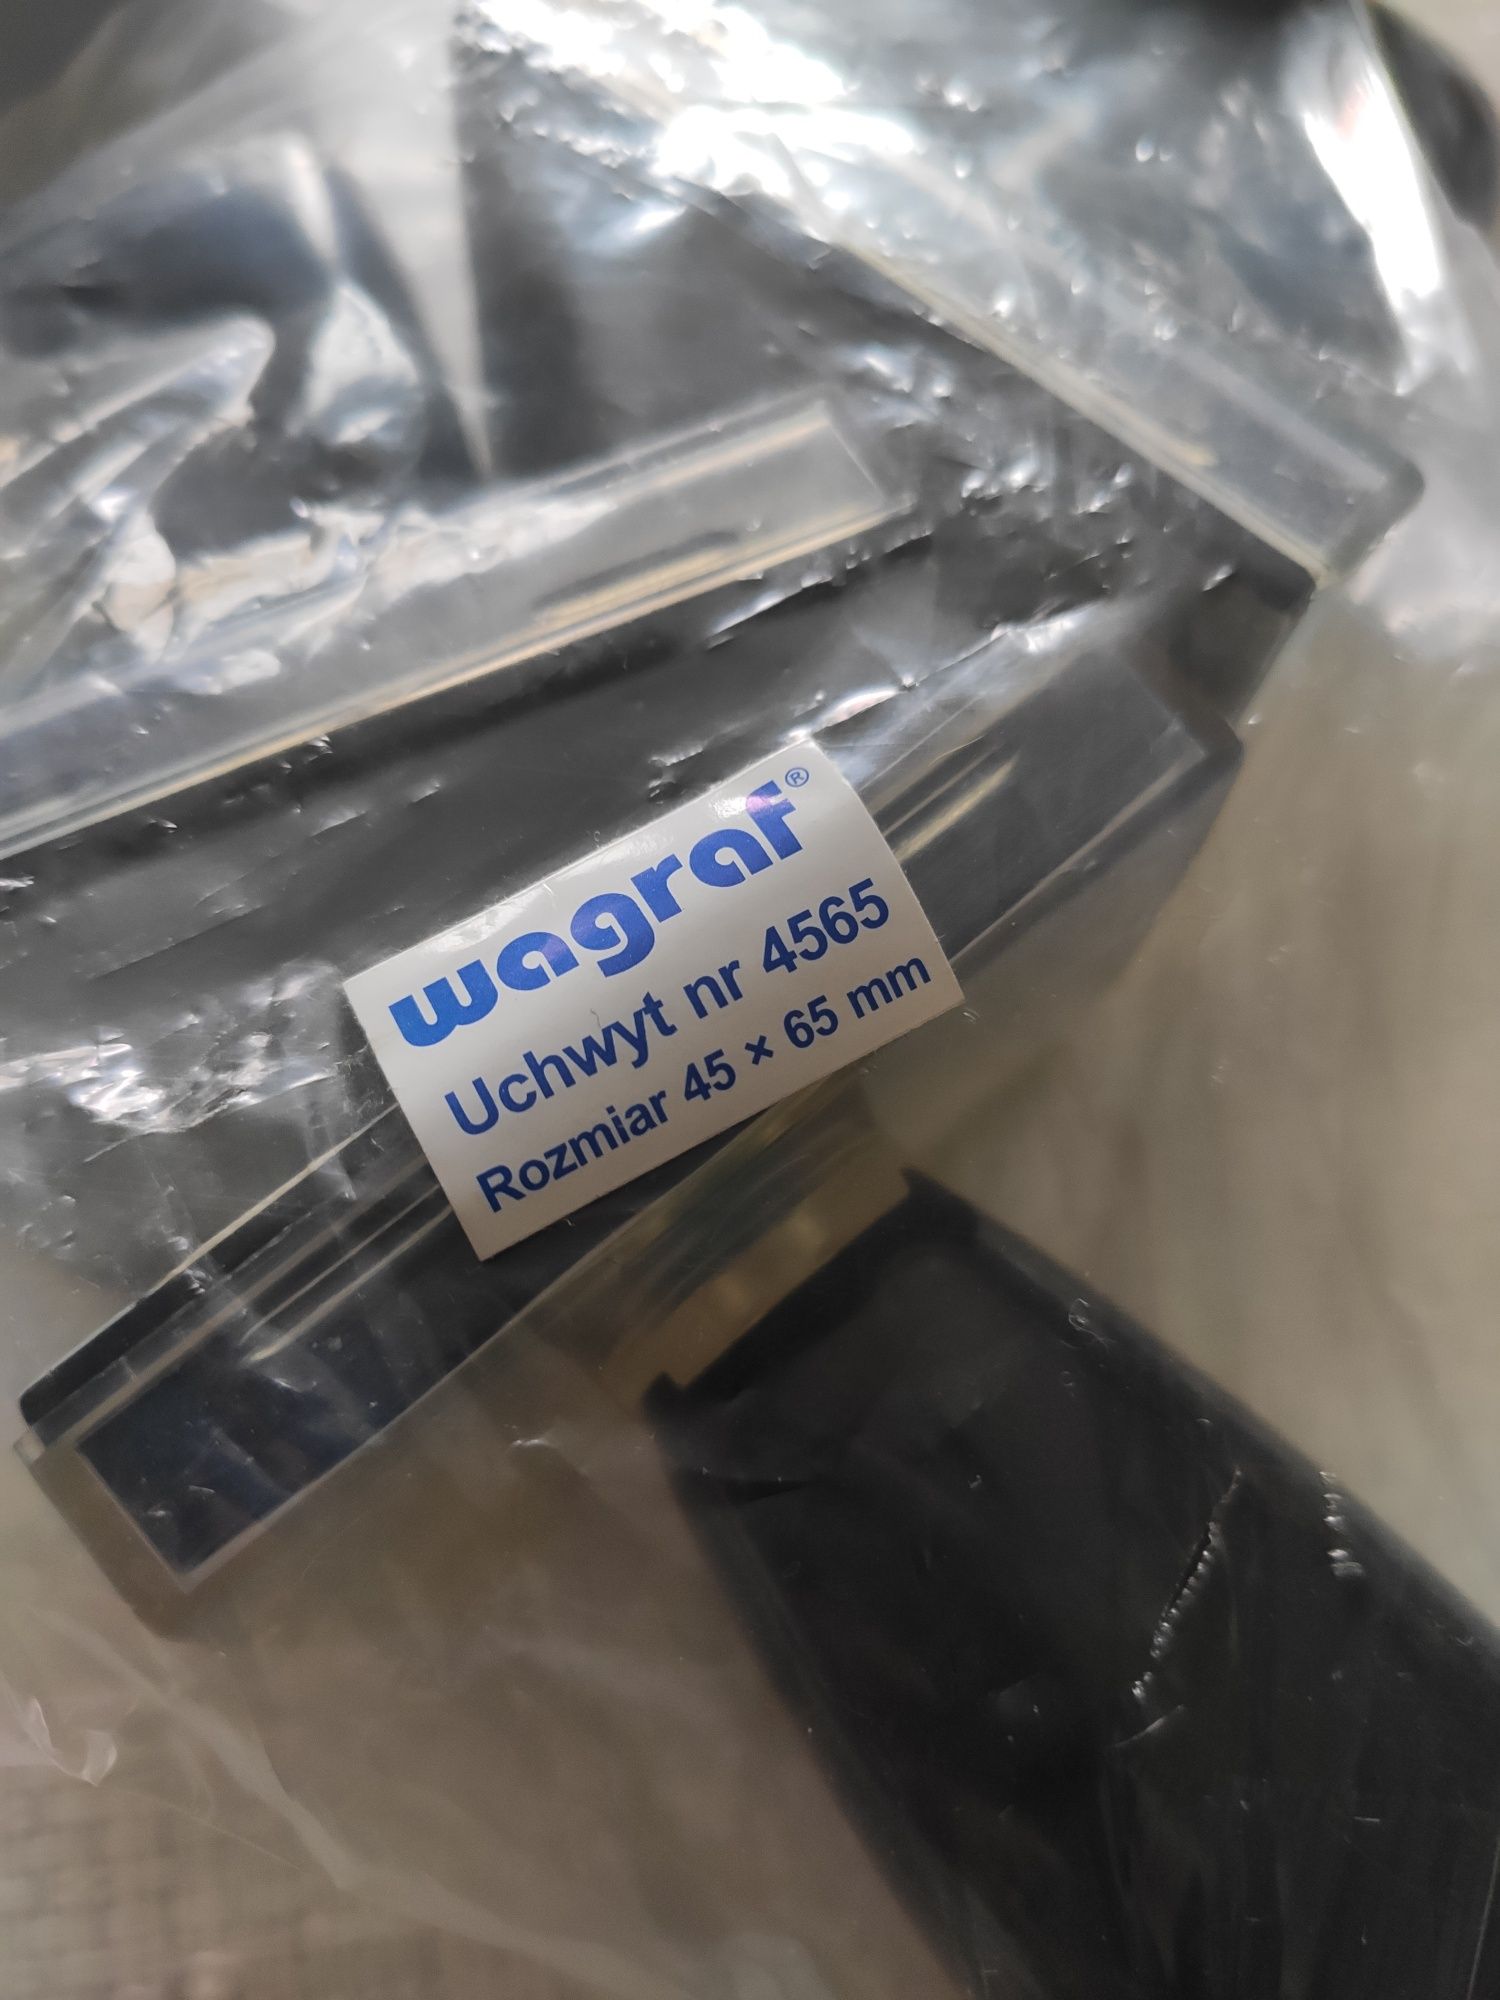 wagraf®
Uchwyt nr 4565
Rozmiar 45 × 65 mm